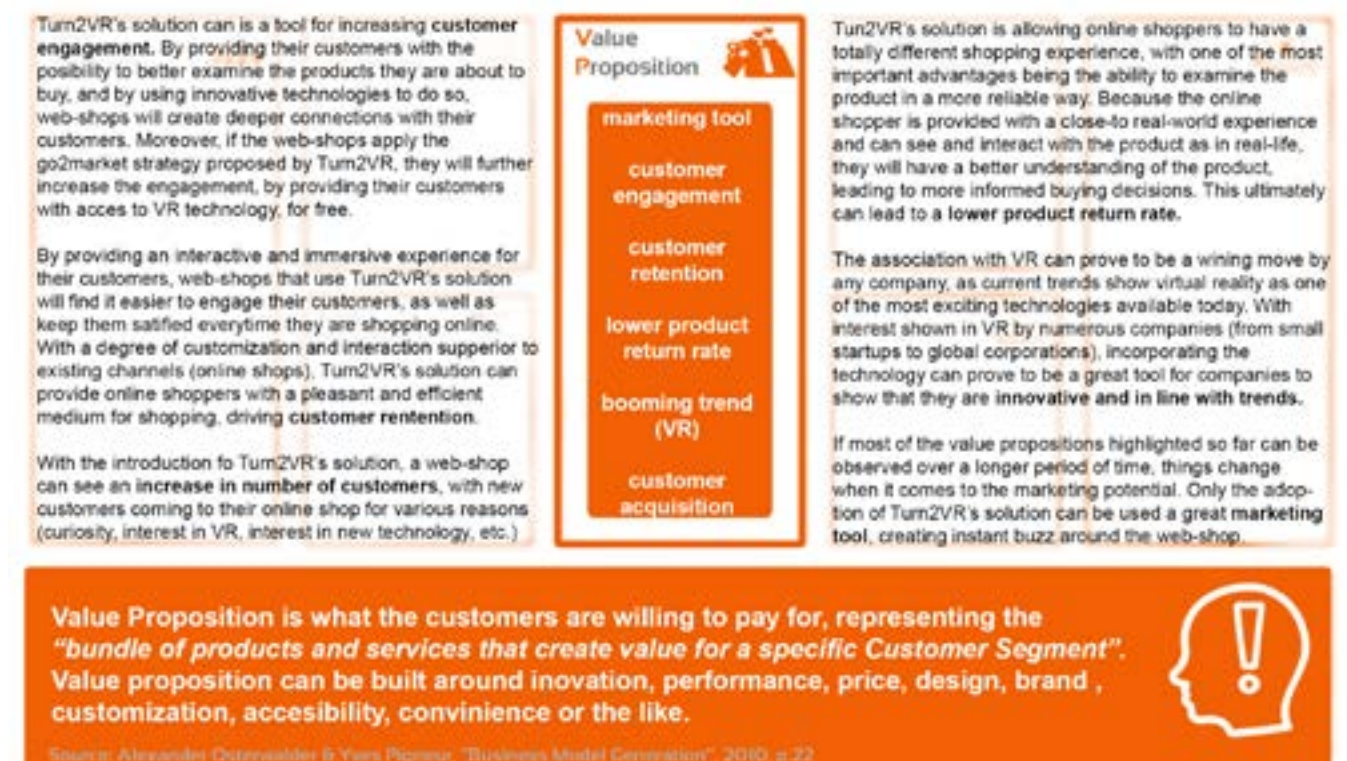 Turn2VR's solution can is a tool for increasing customer
engagement. By providing their customers with the
posibility to better examine the products they are about to
buy, and by using innovative technologies to do so,
web-shops will create deeper connections with their
customers. Moreover, if the web-shops apply the
go2market strategy proposed by Turn2VR, they will further
increase the engagement, by providing their customers
with acces to VR technology, for free.
By providing an interactive and immersive experience for
their customers, web-shops that use Turn2VR's solution
will find it easier to engage their customers, as well as
keep them satified everytime they are shopping online.
With a degree of customization and interaction supperior to
existing channels (online shops), Turn2VR's solution can
provide online shoppers with a pleasant and efficient
medium for shopping, driving customer rentention.
With the introduction fo Turn2VR's solution, a web-shop
can see an increase in number of customers, with new
customers coming to their online shop for various reasons
(curiosity, interest in VR, interest in new technology, etc.)
Value
Proposition
marketing tool
customer
engagement
customer
retention
lower product
return rate
booming trend
(VR)
customer
acquisition
Tun2VR's solution is allowing online shoppers to have a
totally different shopping experience, with one of the most
important advantages being the ability to examine the
product in a more reliable way. Because the online
shopper is provided with a close-to real-world experience
and can see and interact with the product as in real-life,
they will have a better understanding of the product,
leading to more informed buying decisions. This ultimately
can lead to a lower product return rate.
The association with VR can prove to be a wining move by
any company, as current trends show virtual reality as one
of the most exciting technologies available today. With
interest shown in VR by numerous companies (from small
startups to global corporations), incorporating the
technology can prove to be a great tool for companies to
show that they are innovative and in line with trends.
If most of the value propositions highlighted so far can be
observed over a longer period of time, things change
when it comes to the marketing potential. Only the adop-
tion of Turn2VR's solution can be used a great marketing
tool, creating instant buzz around the web-shop.
Value Proposition is what the customers are willing to pay for, representing the
"bundle of products and services that create value for a specific Customer Segment".
Value proposition can be built around inovation, performance, price, design, brand ,
customization, accesibility, convinience or the like.
Source: Alexander Osterwalder & Yves Pigneur, "Business Model Generation", 2010, p.22